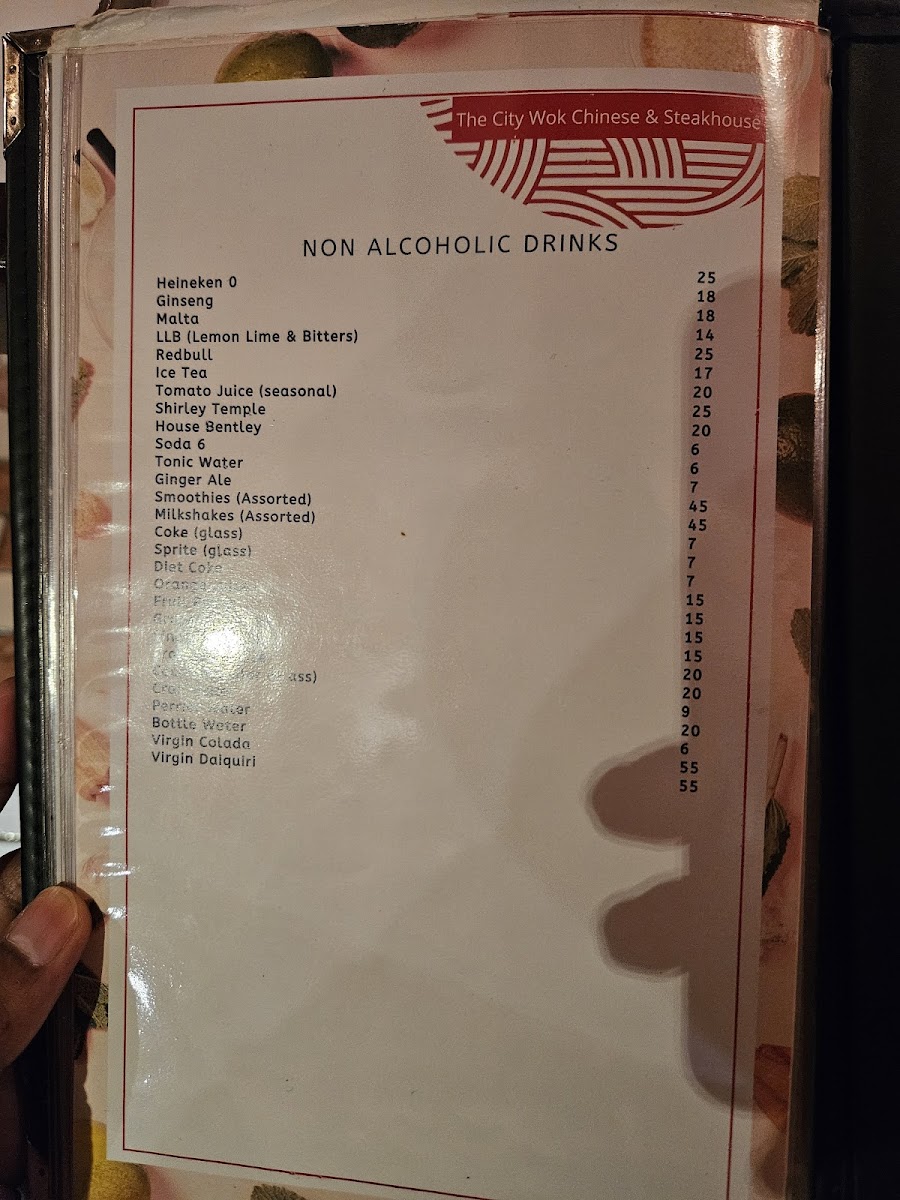 The City Wok Chinese & Steakhouse
NON ALCOHOLIC DRINKS
Heineken 0 25
Ginseng 18
Malta 18
LLB (Lemon Lime & Bitters) 14
Redbull 25
Ice Tea 17
Tomato Juice (seasonal) 20
Shirley Temple 25
House Bentley 20
Soda 6 6
Tonic Water 6
Ginger Ale 7
Smoothies (Assorted) 45
Milkshakes (Assorted) 45
Coke (glass) 7
Sprite (glass) 7
Diet Coke 7
Orange 15
15
15
15
20
20
9
Water 20
Bottle Water 6
Virgin Colada 55
Virgin Daiquiri 55